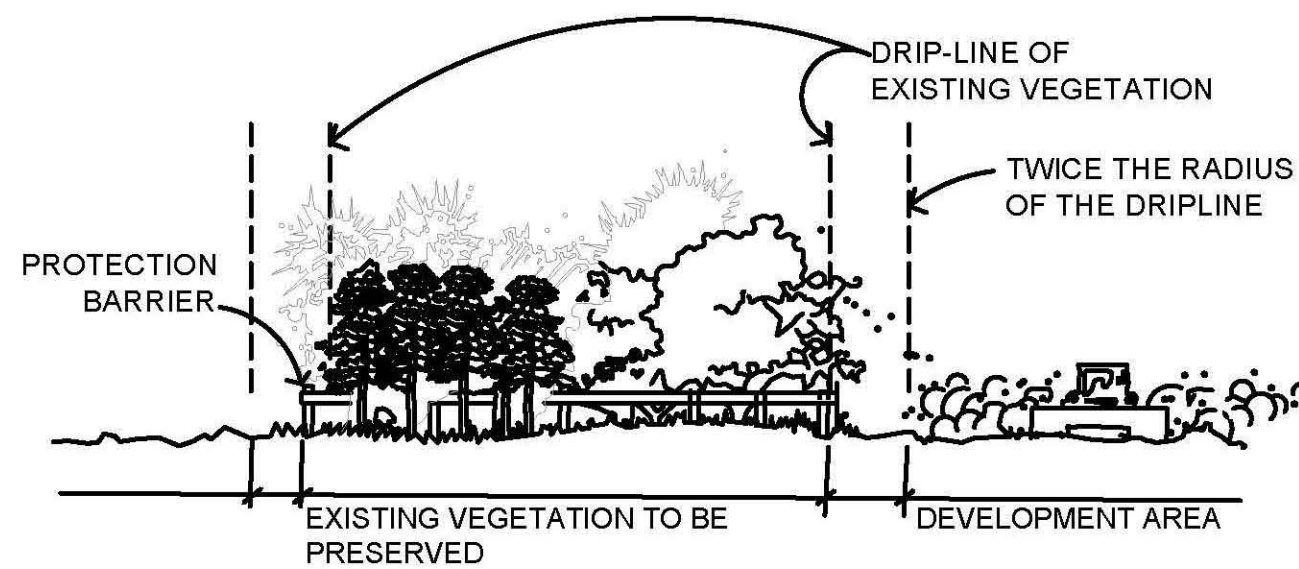 DRIP-LINE OF
EXISTING VEGETATION
TWICE THE RADIUS
OF THE DRIPLINE
PROTECTION
BARRIER
EXISTING VEGETATION TO BE
PRESERVED
DEVELOPMENT AREA